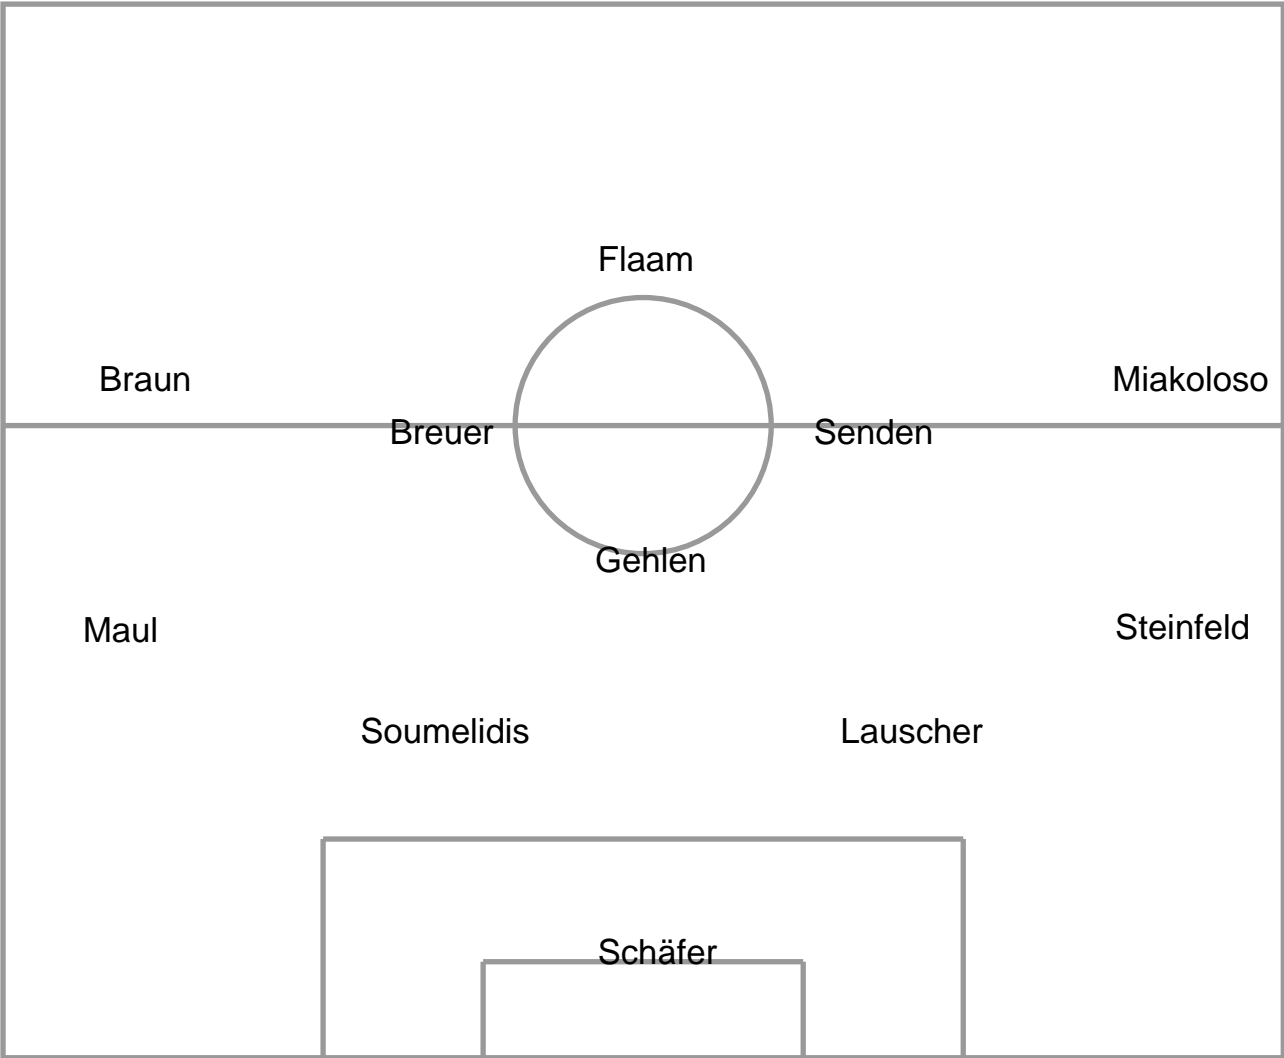 Flaam
Braun
Miakoloso
Breuer
Senden
Gehlen
Maul
Steinfeld
Soumelidis
Lauscher
Schäfer